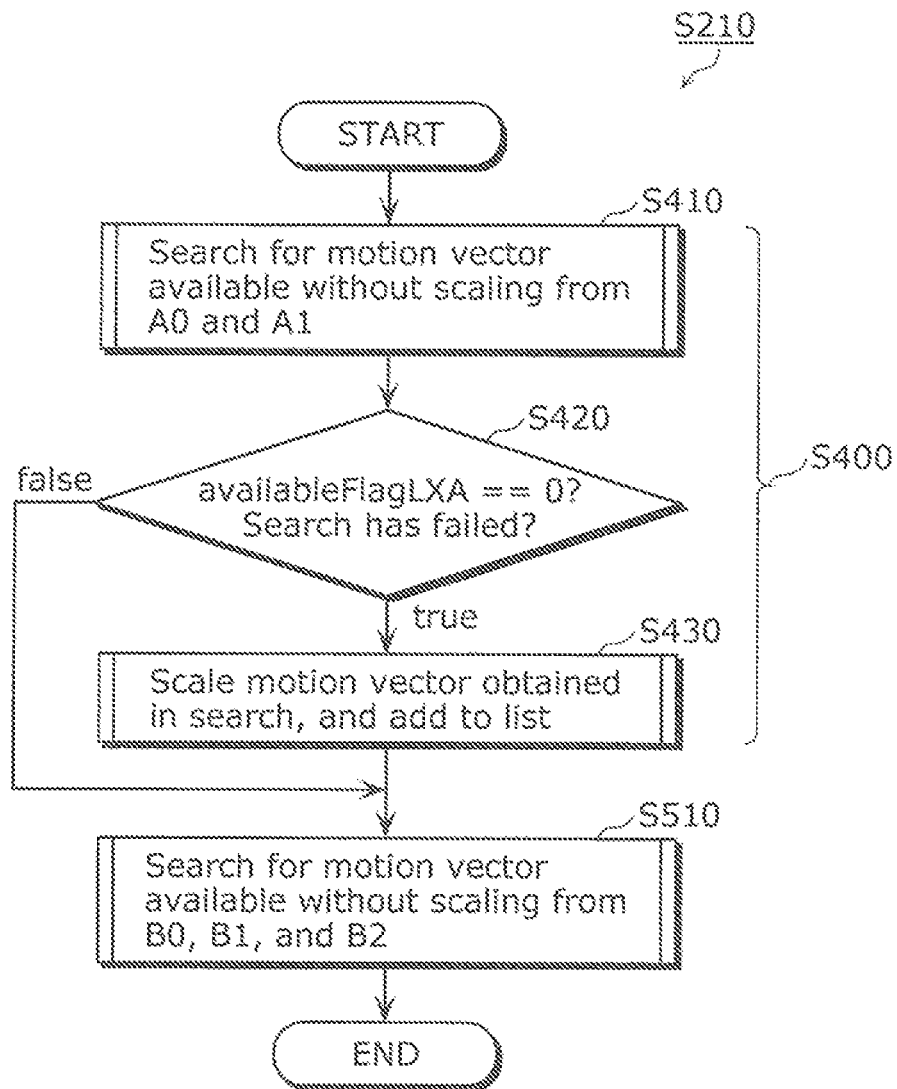 S210
START
S410
Search for motion vector
available without scaling from
A0 and A1
S420
false
availableFlagLXA == 0?
Search has failed?
S400
true
S430
Scale motion vector obtained
in search, and add to list
S510
Search for motion vector
available without scaling from
B0, B1, and B2
END